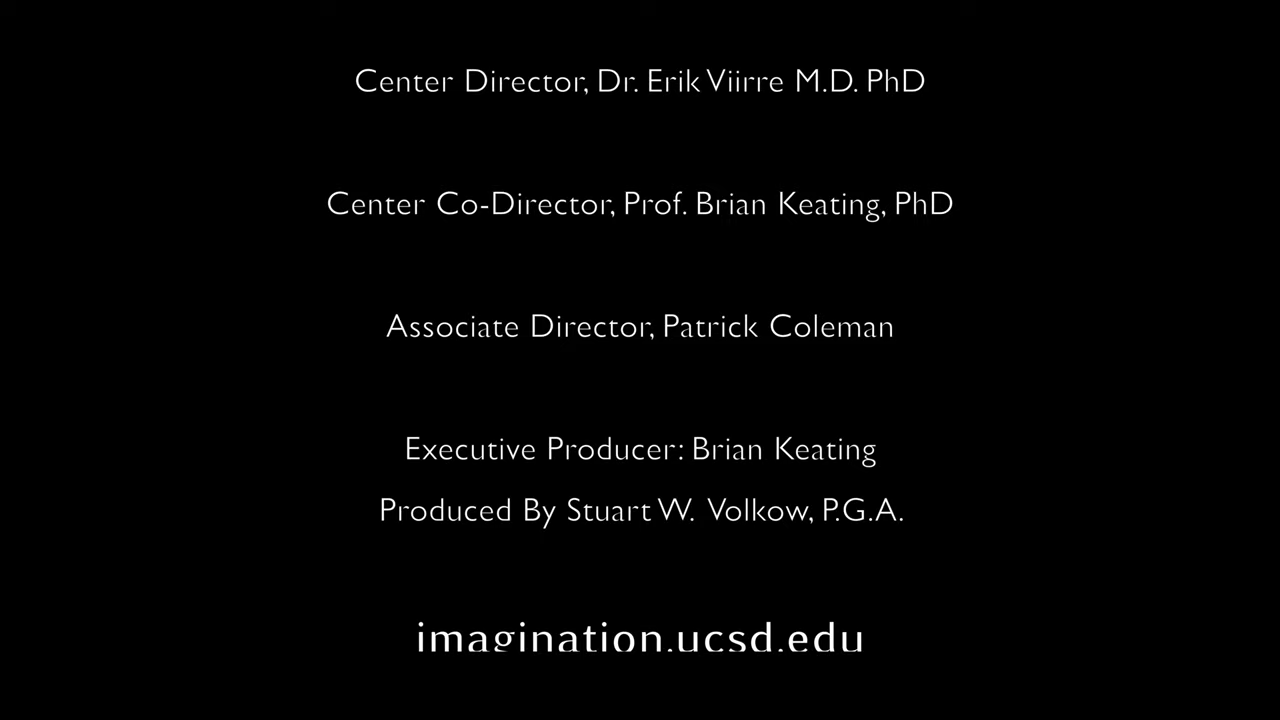 Center Director, Dr. Erik Viirre M.D. PhD
Center Co-Director, Prof. Brian Keating, PhD
Associate Director, Patrick Coleman
Executive Producer: Brian Keating
Produced By Stuart W. Volkow, P.G.A.
imagination.ucsd.edu